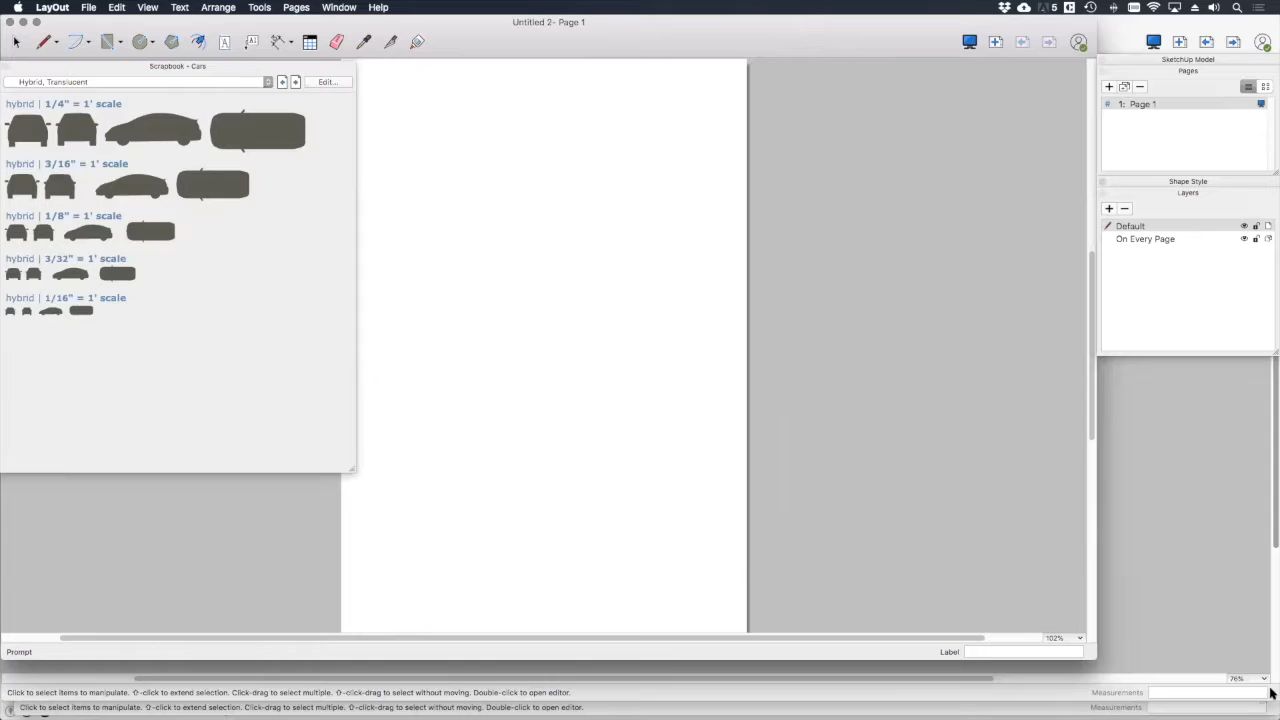 LayOut File Edit View Text Arrange Tools Pages Window Help
5
Untitled 2- Page 1
A
A1
Scrapbook - Cars
Hybrid, Translucent
Edit...
hybrid | 1/4" = 1' scale
hybrid | 3/16" = 1' scale
hybrid | 1/8" = 1' scale
hybrid | 3/32" = 1' scale
hybrid | 1/16" = 1' scale
SketchUp Model
Pages
# 1: Page 1
Shape Style
Layers
Default
On Every Page
102%
Prompt
Label
76%
Click to select items to manipulate. ⇧-click to extend selection. Click-drag to select multiple. ⇧-click-drag to select without moving. Double-click to open editor.
Measurements
Click to select items to manipulate. ⇧-click to extend selection. Click-drag to select multiple. ⇧-click-drag to select without moving. Double-click to open editor.
Measurements